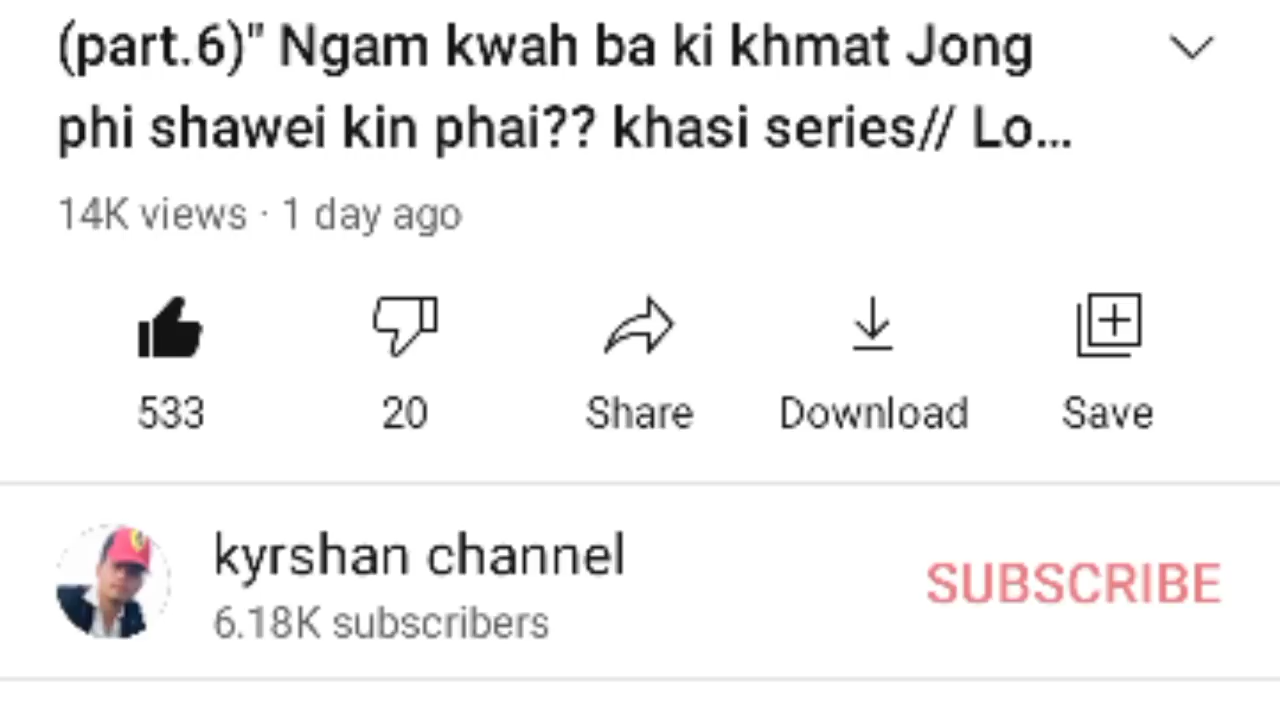 (part.6)" Ngam kwah ba ki khmat Jong
phi shawei kin phai?? khasi series// Lo...
14K views · 1 day ago
533
20
Share
Download
Save
kyrshan channel
6.18K subscribers
SUBSCRIBE